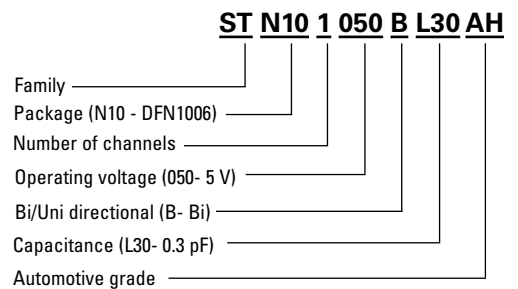 ST N10 1 050 B L30 AH
Family
Package (N10 - DFN1006)
Number of channels
Operating voltage (050- 5 V)
Bi/Uni directional (B- Bi)
Capacitance (L30- 0.3 pF)
Automotive grade